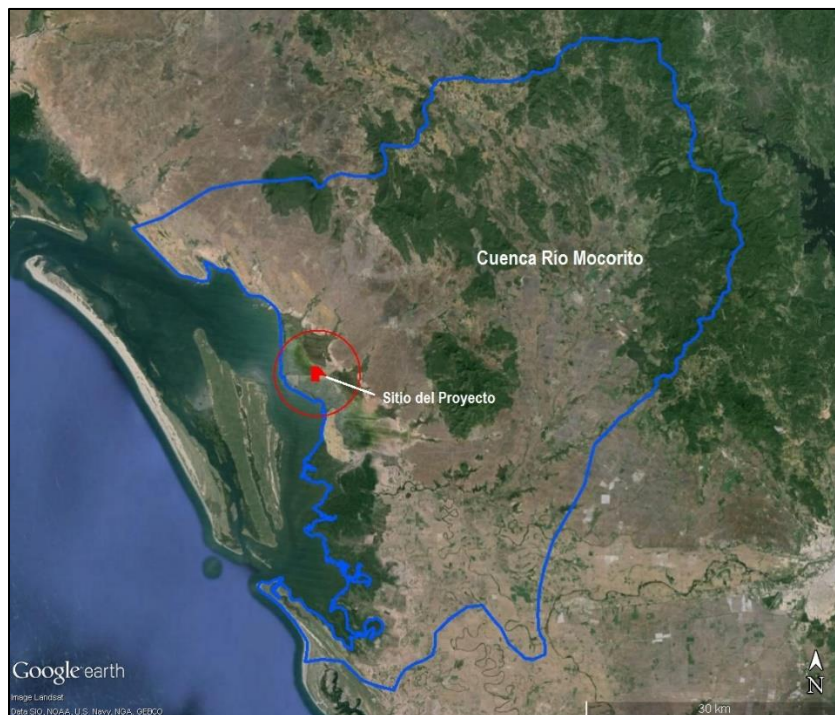 Cuenca Río Mocorito
Sitio del Proyecto
Google earth
Image Landsat
Data SIO, NOAA, U.S. Navy, NGA, GEBCO
30 km
N